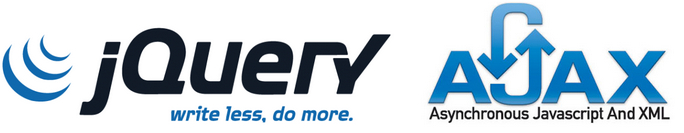 jQuery
write less, do more.
AJAX
Asynchronous Javascript And XML